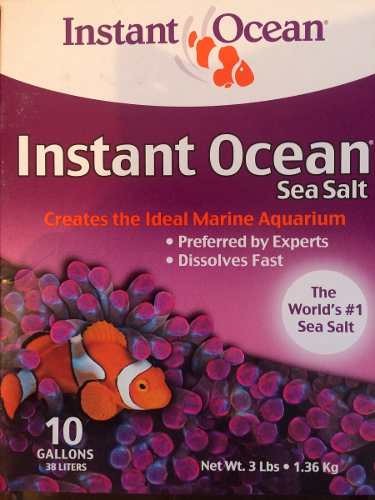 Instant Ocean®
Instant Ocean®
Sea Salt
Creates the Ideal Marine Aquarium
• Preferred by Experts
• Dissolves Fast
The
World's #1
Sea Salt
10
GALLONS
38 LITERS
Net Wt. 3 Lbs • 1.36 Kg